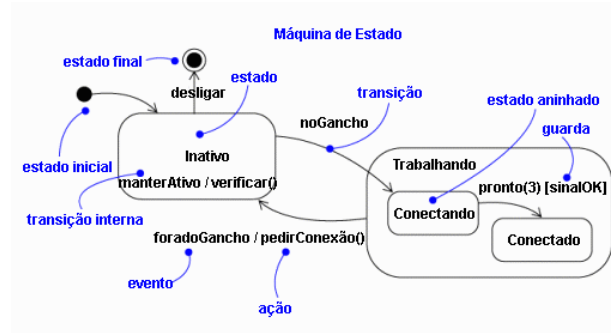 Máquina de Estado
estado final
estado
desligar
transição
estado aninhado
noGancho
guarda
estado inicial
Inativo
Trabalhando
manterAtivo / verificar()
pronto(3) [sinalOK]
transição interna
Conectando
Conectado
foradoGancho / pedirConexão()
evento
ação